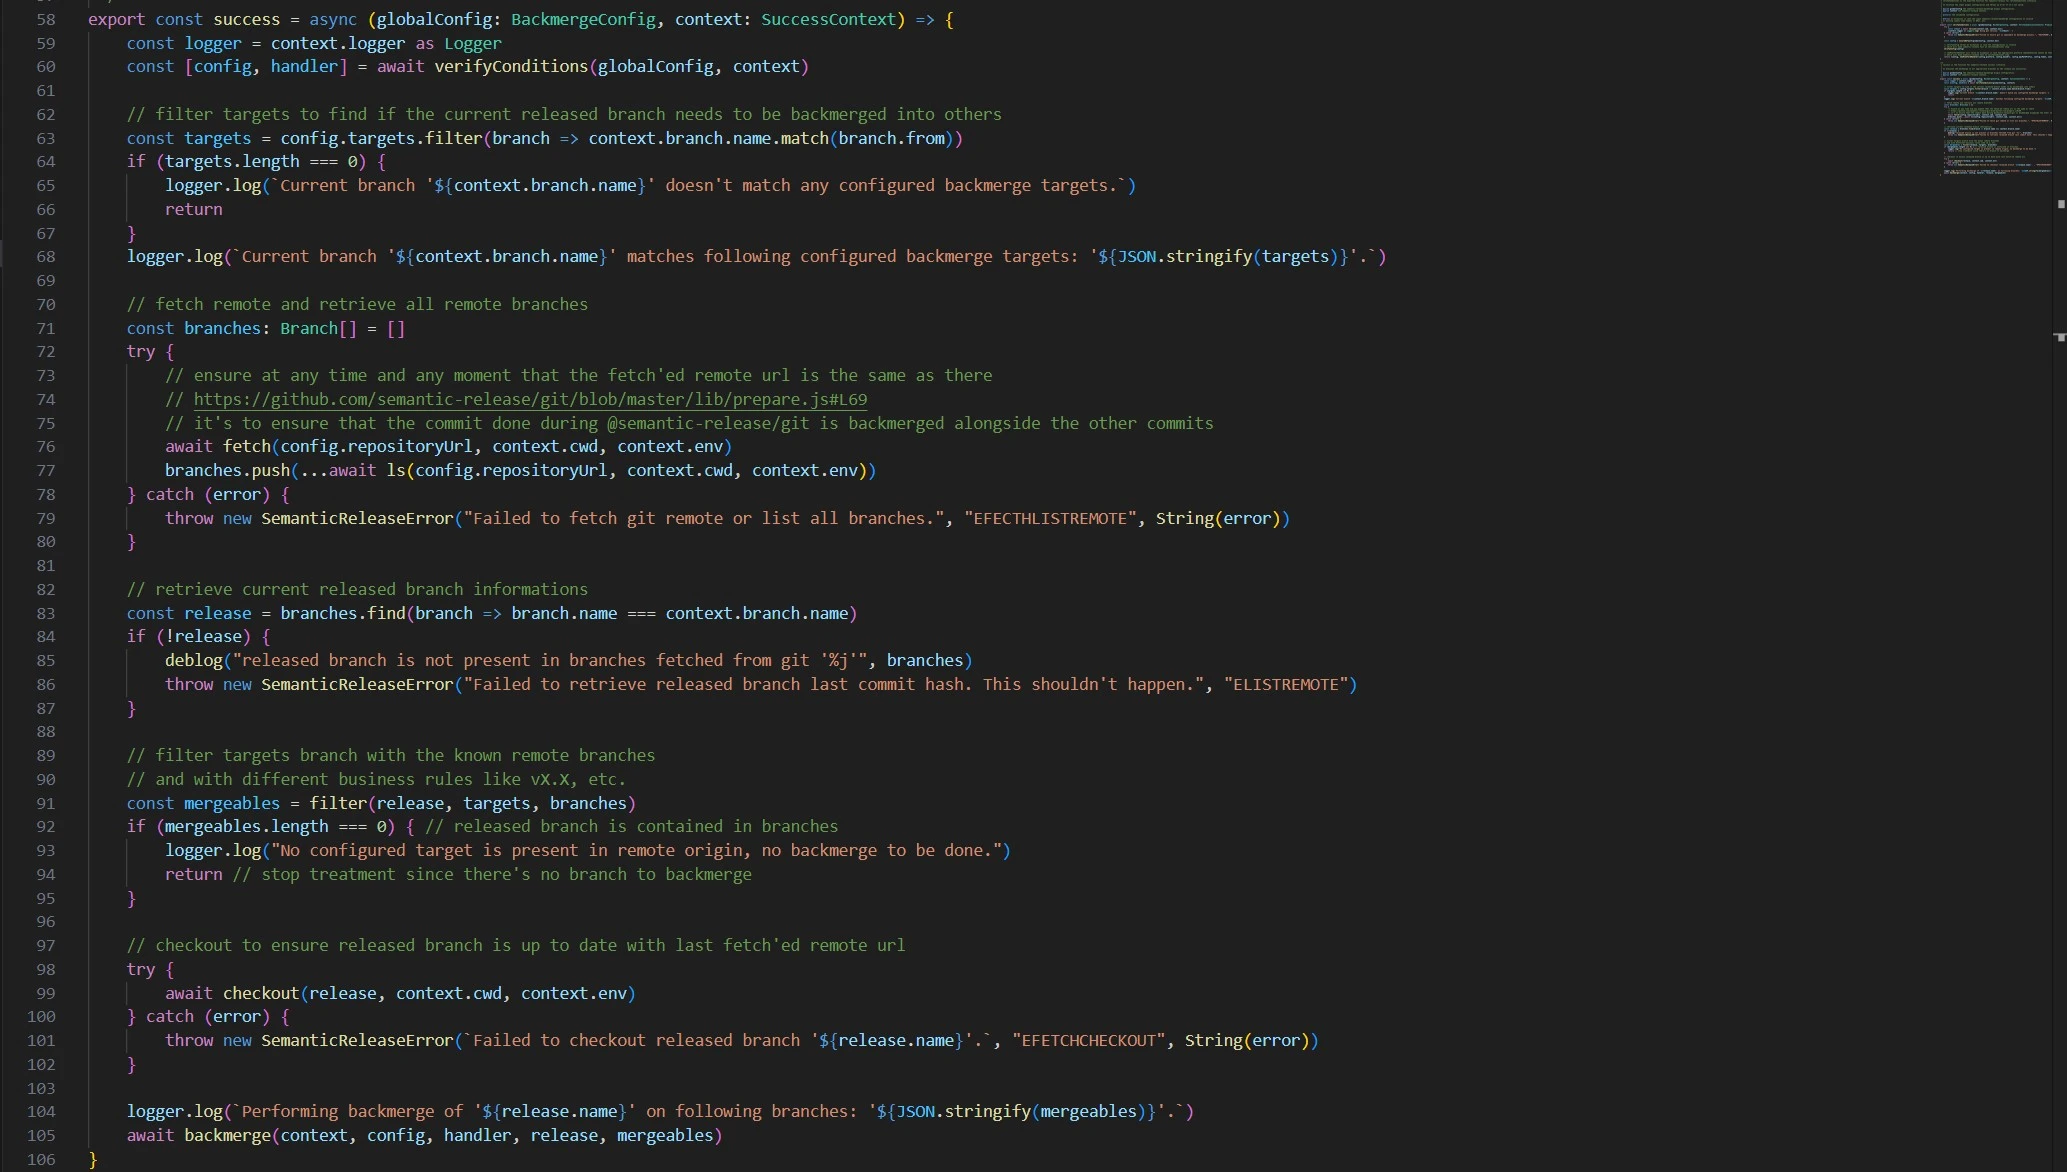 58 export const success = async (globalConfig: BackmergeConfig, context: SuccessContext) => {
59     const logger = context.logger as Logger
60     const [config, handler] = await verifyConditions(globalConfig, context)
61
62     // filter targets to find if the current released branch needs to be backmerged into others
63     const targets = config.targets.filter(branch => context.branch.name.match(branch.from))
64     if (targets.length === 0) {
65         logger.log(`Current branch '${context.branch.name}' doesn't match any configured backmerge targets.`)
66         return
67     }
68     logger.log(`Current branch '${context.branch.name}' matches following configured backmerge targets: '${JSON.stringify(targets)}'.`)
69
70     // fetch remote and retrieve all remote branches
71     const branches: Branch[] = []
72     try {
73         // ensure at any time and any moment that the fetch'ed remote url is the same as there
74         // https://github.com/semantic-release/git/blob/master/lib/prepare.js#L69
75         // it's to ensure that the commit done during @semantic-release/git is backmerged alongside the other commits
76         await fetch(config.repositoryUrl, context.cwd, context.env)
77         branches.push(...await ls(config.repositoryUrl, context.cwd, context.env))
78     } catch (error) {
79         throw new SemanticReleaseError("Failed to fetch git remote or list all branches.", "EFECTHLISTREMOTE", String(error))
80     }
81
82     // retrieve current released branch informations
83     const release = branches.find(branch => branch.name === context.branch.name)
84     if (!release) {
85         deblog("released branch is not present in branches fetched from git '%j'", branches)
86         throw new SemanticReleaseError("Failed to retrieve released branch last commit hash. This shouldn't happen.", "ELISTREMOTE")
87     }
88
89     // filter targets branch with the known remote branches
90     // and with different business rules like vX.X, etc.
91     const mergeables = filter(release, targets, branches)
92     if (mergeables.length === 0) { // released branch is contained in branches
93         logger.log("No configured target is present in remote origin, no backmerge to be done.")
94         return // stop treatment since there's no branch to backmerge
95     }
96
97     // checkout to ensure released branch is up to date with last fetch'ed remote url
98     try {
99         await checkout(release, context.cwd, context.env)
100     } catch (error) {
101         throw new SemanticReleaseError(`Failed to checkout released branch '${release.name}'.`, "EFETCHCHECKOUT", String(error))
102     }
103
104     logger.log(`Performing backmerge of '${release.name}' on following branches: '${JSON.stringify(mergeables)}'.`)
105     await backmerge(context, config, handler, release, mergeables)
106 }